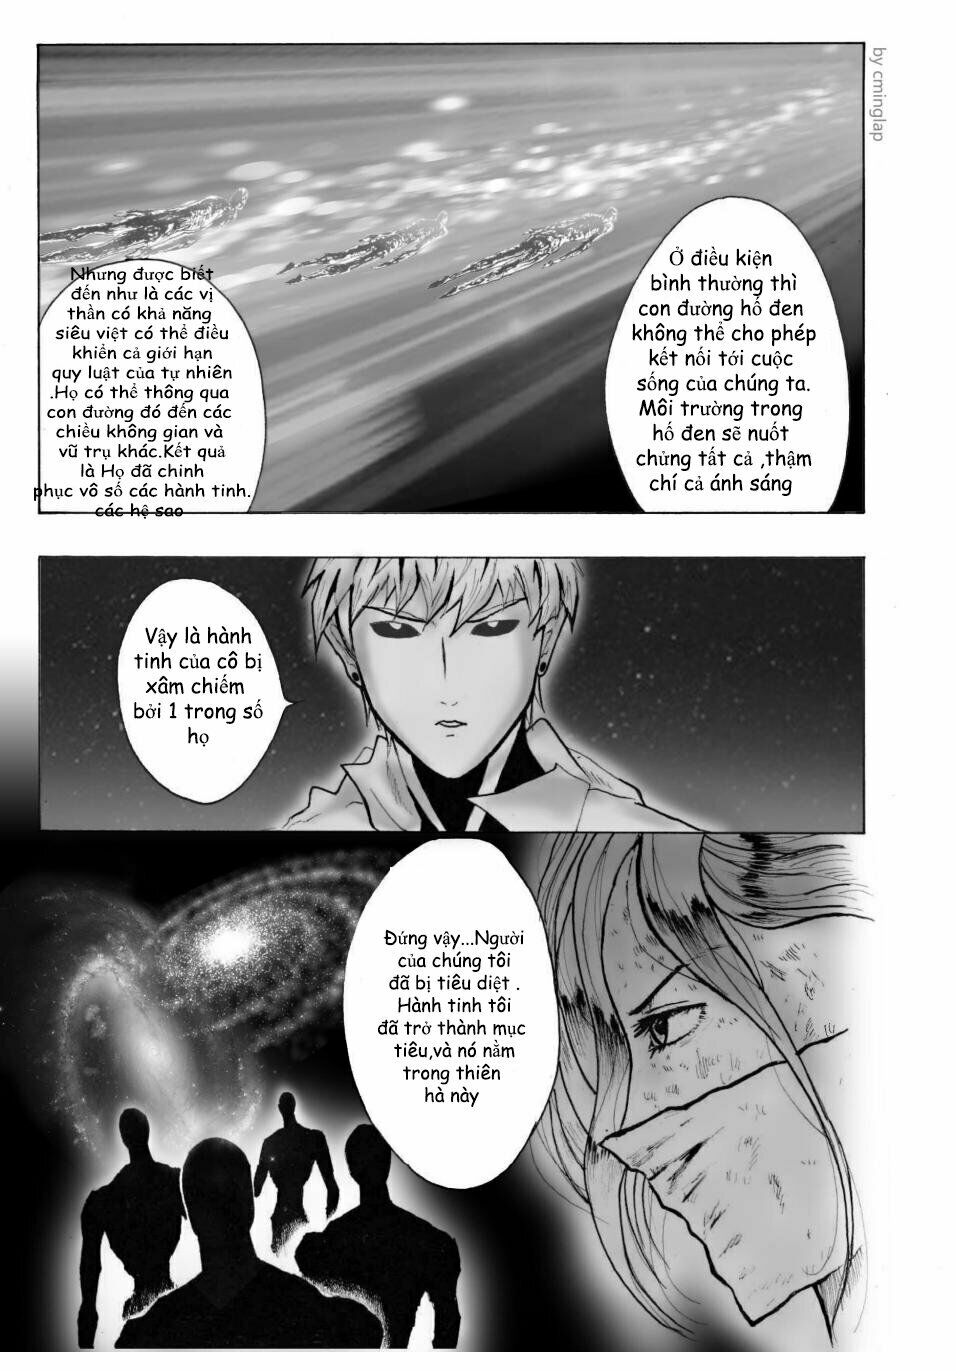 by cminglap
Ở điều kiện
bình thường thì
con đường hố đen
không thể cho phép
kết nối tới cuộc
sống của chúng ta.
Môi trường trong
hố đen sẽ nuốt
chửng tất cả ,thậm
chí cả ánh sáng
Nhưng được biết
đến như là các vị
thần có khả năng
siêu việt có thể điều
khiển cả giới hạn
quy luật của tự nhiên
.Họ có thể thông qua
con đường đó đến các
chiều không gian và
vũ trụ khác.Kết quả
là Họ đã chinh
phục vô số các hành tinh.
các hệ sao
Vậy là hành
tinh của cô bị
xâm chiếm
bởi 1 trong số
họ
Đứng vậy...Người
của chúng tôi
đã bị tiêu diệt .
Hành tinh tôi
đã trở thành mục
tiêu,và nó nằm
trong thiên
hà này